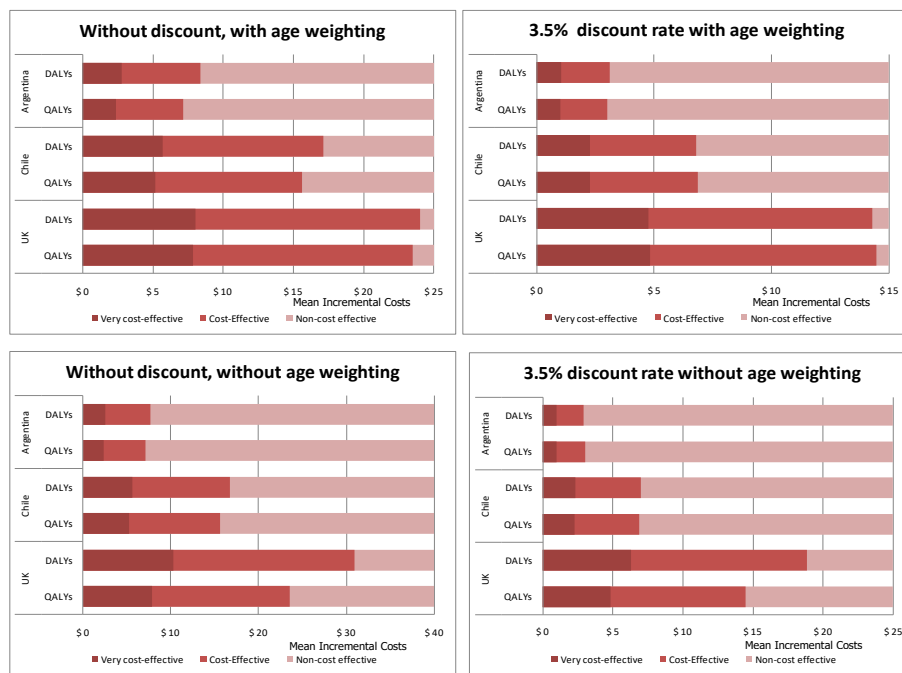 Without discount, with age weighting
Argentina
DALYs
QALYs
Chile
DALYs
QALYs
UK
DALYs
QALYs
$ 0 $ 5 $ 10 $ 15 $ 20 $ 25
Mean Incremental Costs
Very cost-effective Cost-Effective Non-cost effective
3.5% discount rate with age weighting
Argentina
DALYs
QALYs
Chile
DALYs
QALYs
UK
DALYs
QALYs
$ 0 $ 5 $ 10 $ 15
Mean Incremental Costs
Very cost-effective Cost-Effective Non-cost effective
Without discount, without age weighting
Argentina
DALYs
QALYs
Chile
DALYs
QALYs
UK
DALYs
QALYs
$ 0 $ 10 $ 20 $ 30 $ 40
Mean Incremental Costs
Very cost-effective Cost-Effective Non-cost effective
3.5% discount rate without age weighting
Argentina
DALYs
QALYs
Chile
DALYs
QALYs
UK
DALYs
QALYs
$ 0 $ 5 $ 10 $ 15 $ 20 $ 25
Mean Incremental Costs
Very cost-effective Cost-Effective Non-cost effective